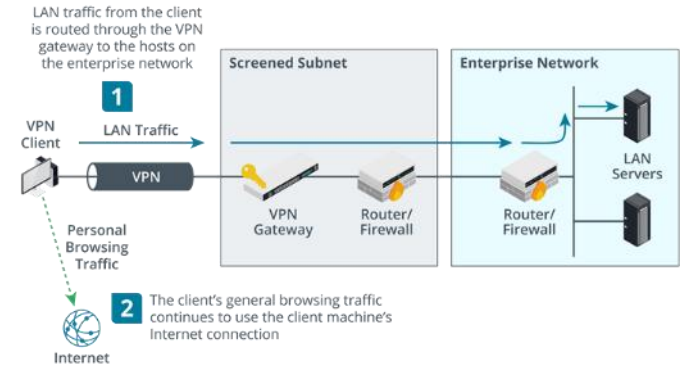 LAN traffic from the client
is routed through the VPN
gateway to the hosts on
the enterprise network
1
Screened Subnet
Enterprise Network
VPN
Client
LAN Traffic
VPN
VPN
Gateway
Router/
Firewall
Router/
Firewall
LAN
Servers
Personal
Browsing
Traffic
2
The client's general browsing traffic
continues to use the client machine's
Internet connection
Internet